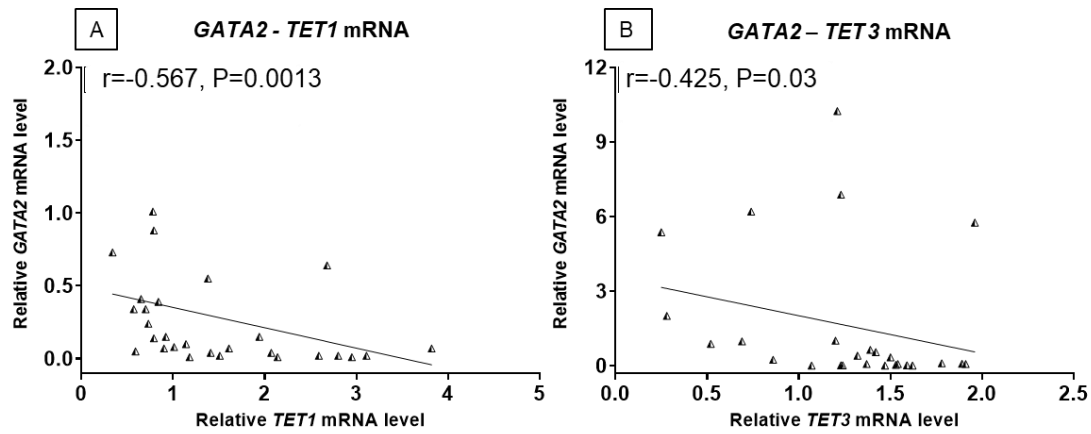 A
GATA2 - TET1 mRNA
r=-0.567, P=0.0013
Relative GATA2 mRNA level
2.0
1.5
1.0
0.5
0.0
0
1
2
3
4
5
Relative TET1 mRNA level
B
GATA2 – TET3 mRNA
r=-0.425, P=0.03
Relative GATA2 mRNA level
12
9
6
3
0
0.0
0.5
1.0
1.5
2.0
2.5
Relative TET3 mRNA level